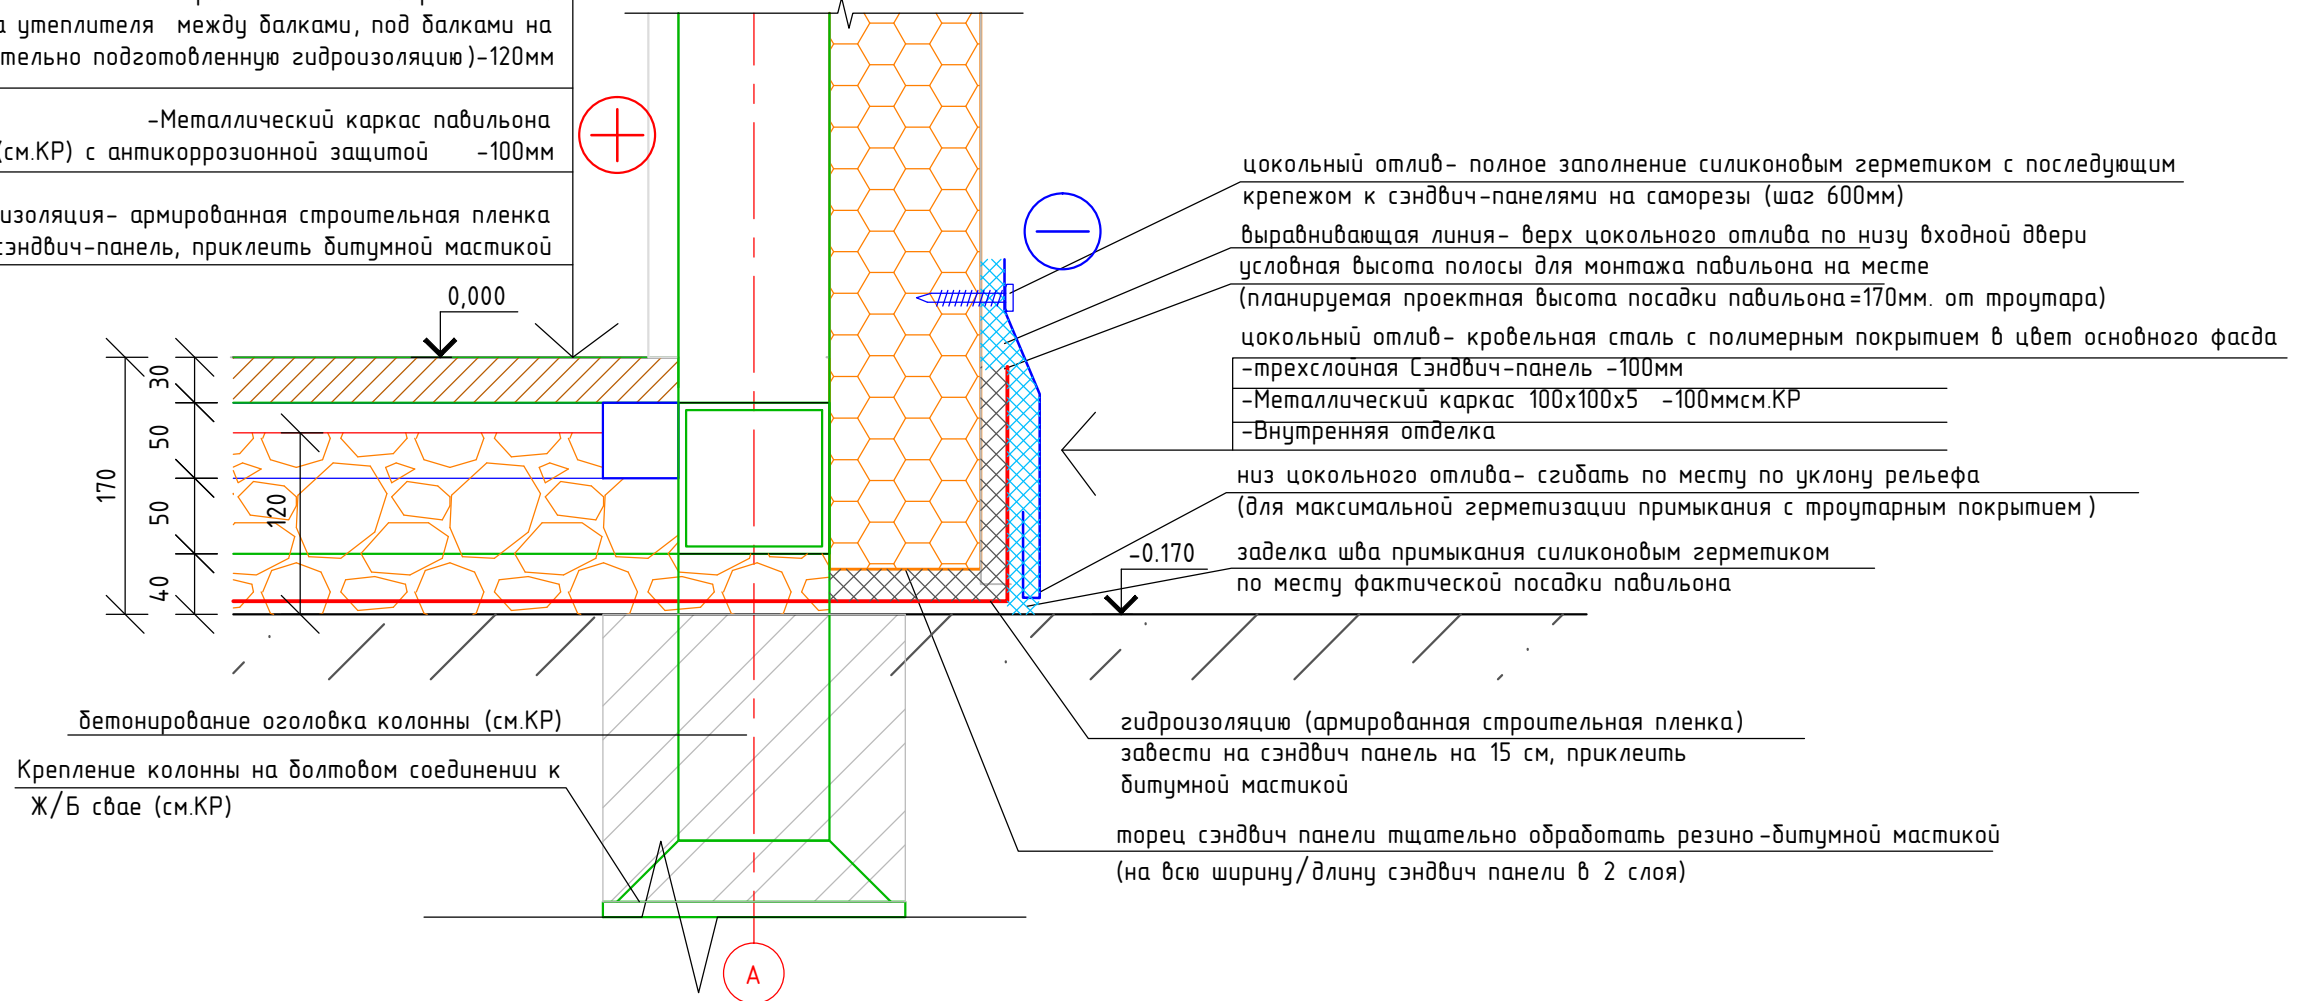 утеплителя между балками, под балками на
подготовленную гидроизоляцию)-120мм
-Металлический каркас павильона
(см.КР) с антикоррозионной защитой -100мм
армированная строительная пленка
сэндвич-панель, приклеить битумной мастикой
0,000
30
50
50
40
170
120
бетонирование оголовка колонны (см.КР)
Крепление колонны на болтовом соединении к
Ж/Б свае (см.КР)
А
цокольный отлив- полное заполнение силиконовым герметиком с последующим
крепежом к сэндвич-панелями на саморезы (шаг 600мм)
выравнивающая линия- верх цокольного отлива по низу входной двери
условная высота полосы для монтажа павильона на месте
(планируемая проектная высота посадки павильона=170мм. от троутара)
цокольный отлив- кровельная сталь с полимерным покрытием в цвет основного фасда
-трехслойная Сэндвич-панель -100мм
-Металлический каркас 100х100х5 -100ммсм.КР
-Внутренняя отделка
низ цокольного отлива- сгибать по месту по уклону рельефа
(для максимальной герметизации примыкания с троутарным покрытием)
-0.170
заделка шва примыкания силиконовым герметиком
по месту фактической посадки павильона
гидроизоляцию (армированная строительная пленка)
завести на сэндвич панель на 15 см, приклеить
битумной мастикой
торец сэндвич панели тщательно обработать резино-битумной мастикой
(на всю ширину/длину сэндвич панели в 2 слоя)